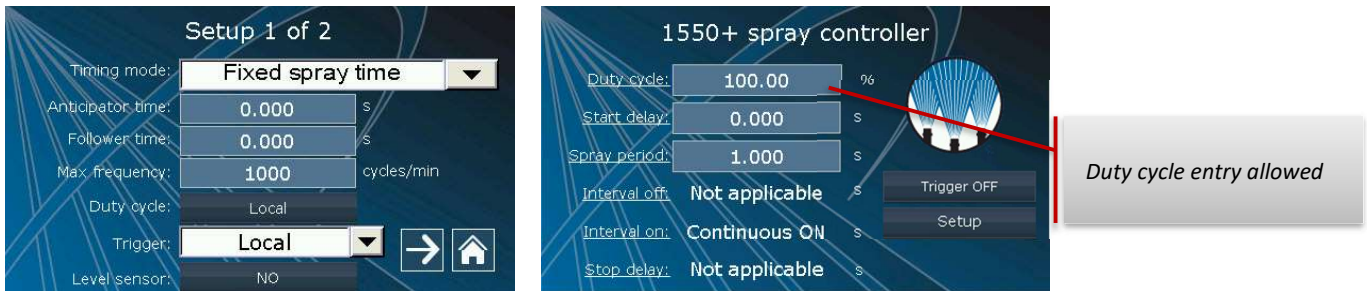 Setup 1 of 2
Timing mode: Fixed spray time
Anticipator time: 0.000 s
Follower time: 0.000 s
Max frequency: 1000 cycles/min
Duty cycle: Local
Trigger: Local
Level sensor: NO
1550+ spray controller
Duty cycle: 100.00 %
Start delay: 0.000 s
Spray period: 1.000 s
Interval off: Not applicable s
Interval on: Continuous ON s
Stop delay: Not applicable s
Trigger OFF
Setup
Duty cycle entry allowed